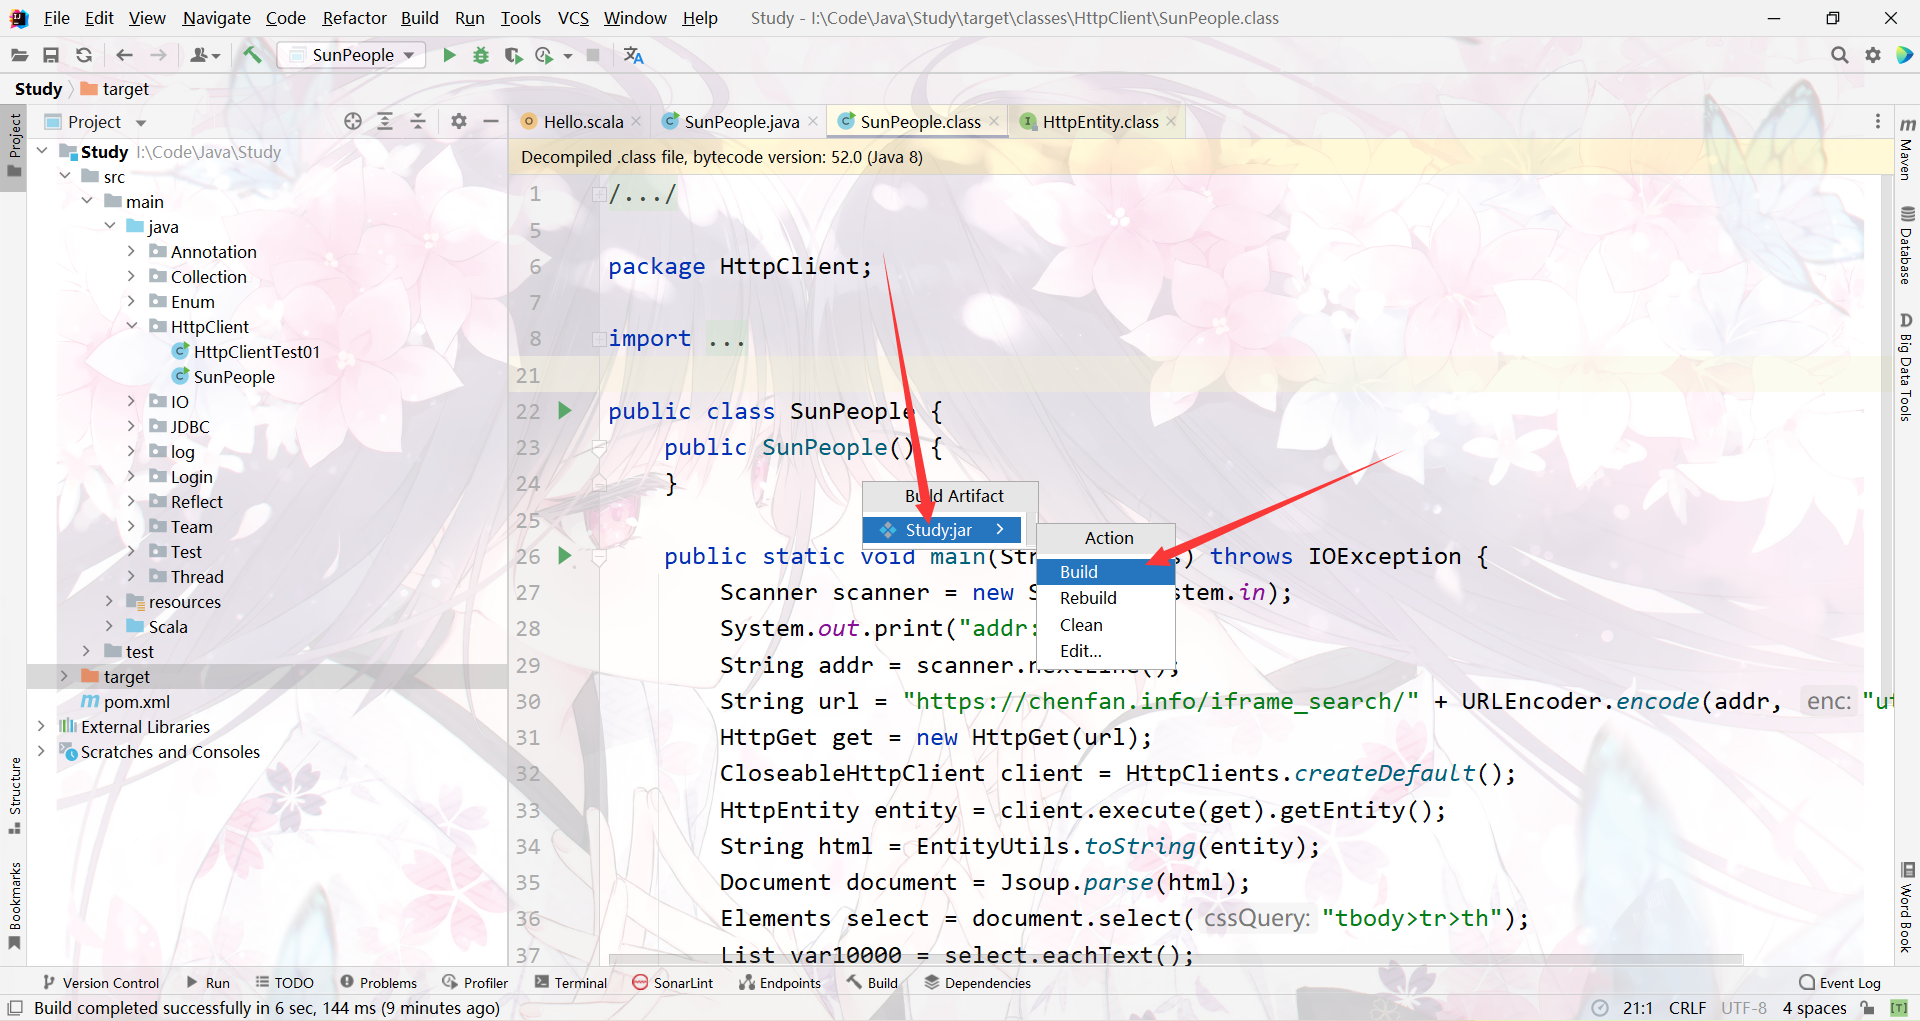 File Edit View Navigate Code Refactor Build Run Tools VCS Window Help Study - I:\Code\Java\Study\target\classes\HttpClient\SunPeople.class
SunPeople
Study target
Project
Hello.scala SunPeople.java SunPeople.class HttpEntity.class
Decompiled .class file, bytecode version: 52.0 (Java 8)
Project
Structure
Bookmarks
Study I:\Code\Java\Study
src
main
java
Annotation
Collection
Enum
HttpClient
HttpClientTest01
SunPeople
IO
JDBC
log
Login
Reflect
Team
Test
Thread
resources
Scala
test
target
pom.xml
External Libraries
Scratches and Consoles
1 /.../
5
6 package HttpClient;
7
8 import ...
21
22 public class SunPeople {
23 public SunPeople() {
24 }
25
26 public static void main(Str ) throws IOException {
27 Scanner scanner = new S stem.in);
28 System.out.print("addr:
29 String addr = scanner.nextLine();
30 String url = "https://chenfan.info/iframe_search/" + URLEncoder.encode(addr, enc: "ut
31 HttpGet get = new HttpGet(url);
32 CloseableHttpClient client = HttpClients.createDefault();
33 HttpEntity entity = client.execute(get).getEntity();
34 String html = EntityUtils.toString(entity);
35 Document document = Jsoup.parse(html);
36 Elements select = document.select( cssQuery: "tbody>tr>th");
37 List var10000 = select.eachText();
Build Artifact
Study:jar
Action
Build
Rebuild
Clean
Edit...
Maven
Database
Big Data Tools
Word Book
Version Control Run TODO Problems Profiler Terminal SonarLint Endpoints Build Dependencies Event Log
Build completed successfully in 6 sec, 144 ms (9 minutes ago) 21:1 CRLF UTF-8 4 spaces